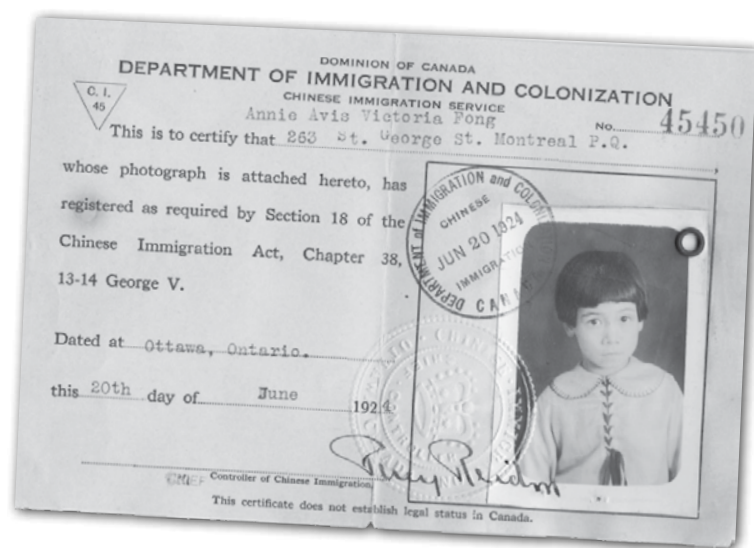 DOMINION OF CANADA
DEPARTMENT OF IMMIGRATION AND COLONIZATION
CHINESE IMMIGRATION SERVICE
C. I.
45
Annie Avis Victoria Fong
No. 45450
This is to certify that 263 St. George St. Montreal P.Q.
whose photograph is attached hereto, has
registered as required by Section 18 of the
Chinese Immigration Act, Chapter 38,
13-14 George V.
DEPARTMENT of IMMIGRATION and COLONIZATION
CHINESE
JUN 20 1924
IMMIGRATION
CANADA
Dated at Ottawa, Ontario.
this 20th day of June 1924
CHIEF Controller of Chinese Immigration.
This certificate does not establish legal status in Canada.